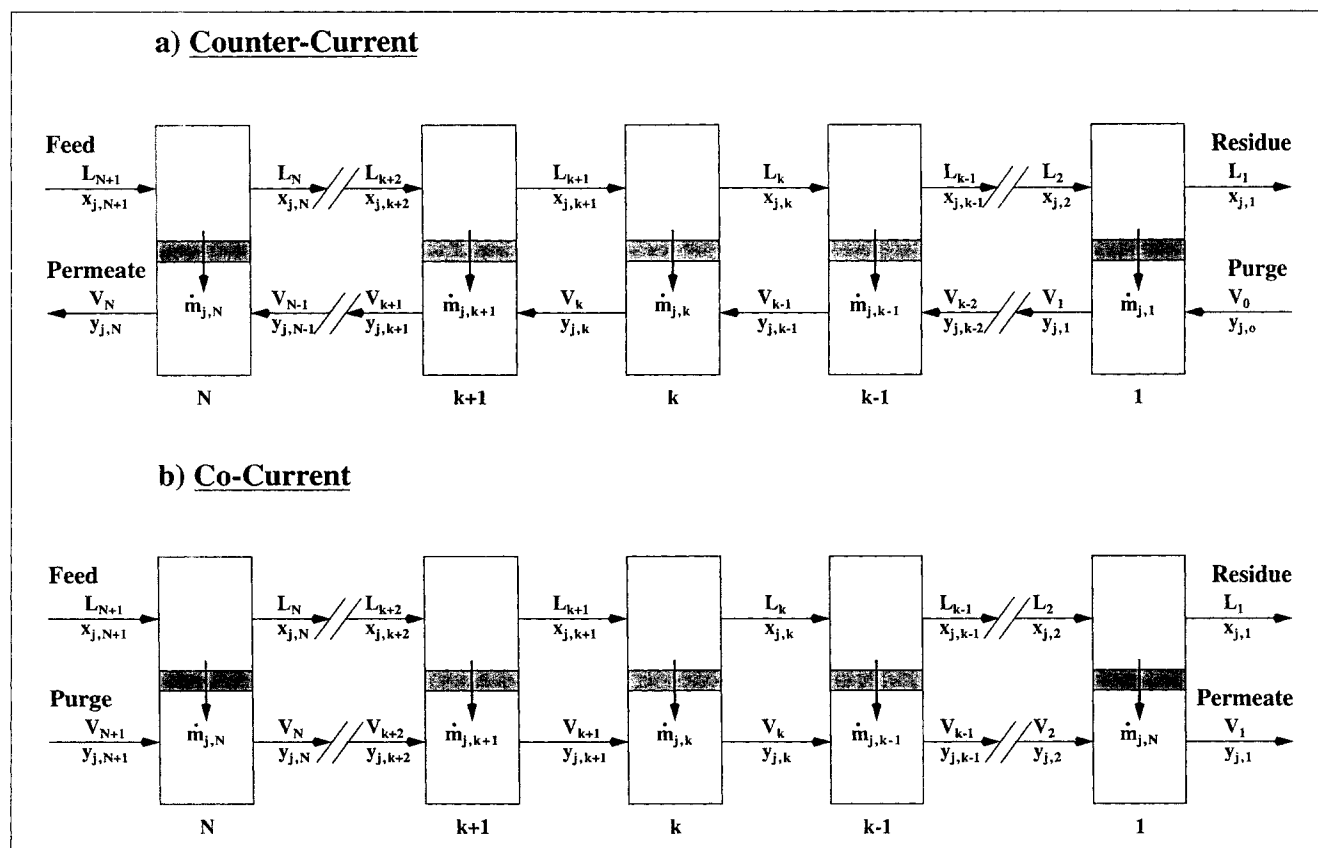 a) Counter-Current
Feed
Residue
L_{N+1} L_N L_{k+2} L_{k+1} L_k L_{k-1} L_2 L_1
x_{j,N+1} x_{j,N} x_{j,k+2} x_{j,k+1} x_{j,k} x_{j,k-1} x_{j,2} x_{j,1}
Permeate
Purge
V_N V_{N-1} V_{k+1} V_k V_{k-1} V_{k-2} V_1 V_0
ṁ_{j,N} ṁ_{j,k+1} ṁ_{j,k} ṁ_{j,k-1} ṁ_{j,1}
y_{j,N} y_{j,N-1} y_{j,k+1} y_{j,k} y_{j,k-1} y_{j,k-2} y_{j,1} y_{j,o}
N k+1 k k-1 1
b) Co-Current
Feed
Residue
L_{N+1} L_N L_{k+2} L_{k+1} L_k L_{k-1} L_2 L_1
x_{j,N+1} x_{j,N} x_{j,k+2} x_{j,k+1} x_{j,k} x_{j,k-1} x_{j,2} x_{j,1}
Purge
Permeate
V_{N+1} V_N V_{k+2} V_{k+1} V_k V_{k-1} V_2 V_1
ṁ_{j,N} ṁ_{j,k+1} ṁ_{j,k} ṁ_{j,k-1} ṁ_{j,N}
y_{j,N+1} y_{j,N} y_{j,k+2} y_{j,k+1} y_{j,k} y_{j,k-1} y_{j,2} y_{j,1}
N k+1 k k-1 1